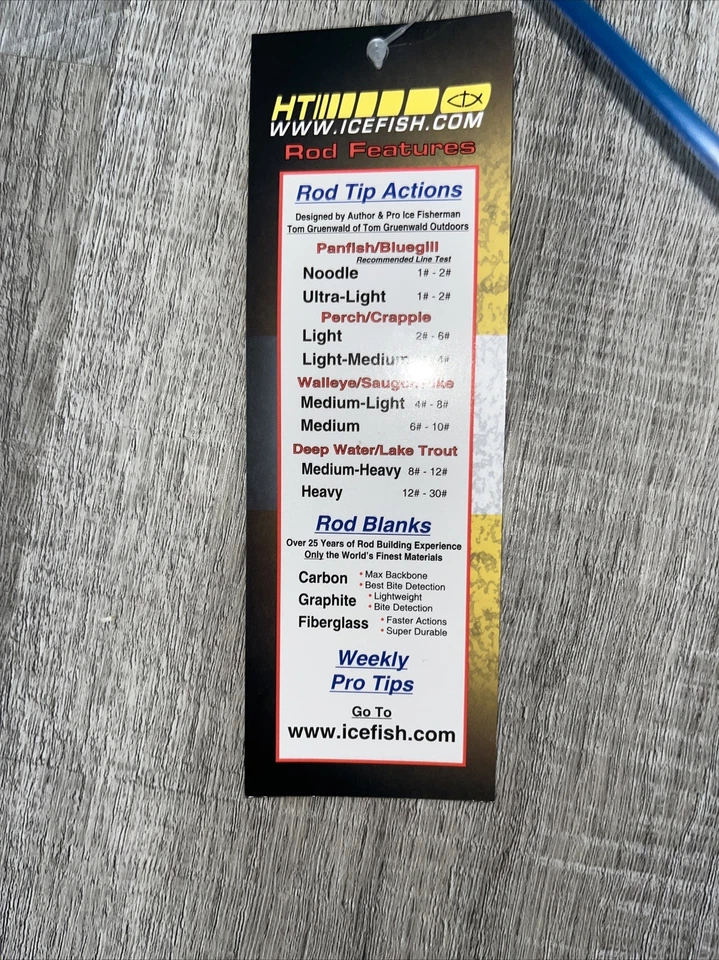 HT
WWW.ICEFISH.COM
Rod Features
Rod Tip Actions
Designed by Author & Pro Ice Fisherman
Tom Gruenwald of Tom Gruenwald Outdoors
Panfish/Bluegill
Recommended Line Test
Noodle 1# - 2#
Ultra-Light 1# - 2#
Perch/Crappie
Light 2# - 6#
Light-Medium 4#
Walleye/Sauger/Pike
Medium-Light 4# - 8#
Medium 6# - 10#
Deep Water/Lake Trout
Medium-Heavy 8# - 12#
Heavy 12# - 30#
Rod Blanks
Over 25 Years of Rod Building Experience
Only the World's Finest Materials
Carbon • Max Backbone
• Best Bite Detection
Graphite • Lightweight
• Bite Detection
Fiberglass • Faster Actions
• Super Durable
Weekly
Pro Tips
Go To
www.icefish.com